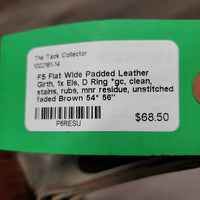 The Tack Collector
1002181-14
FS Flat Wide Padded Leather
Girth, 1x Els, D Ring *gc, clean,
stains, rubs, mnr residue, unstitched
faded Brown 54" 56"
$68.50
P6RESU